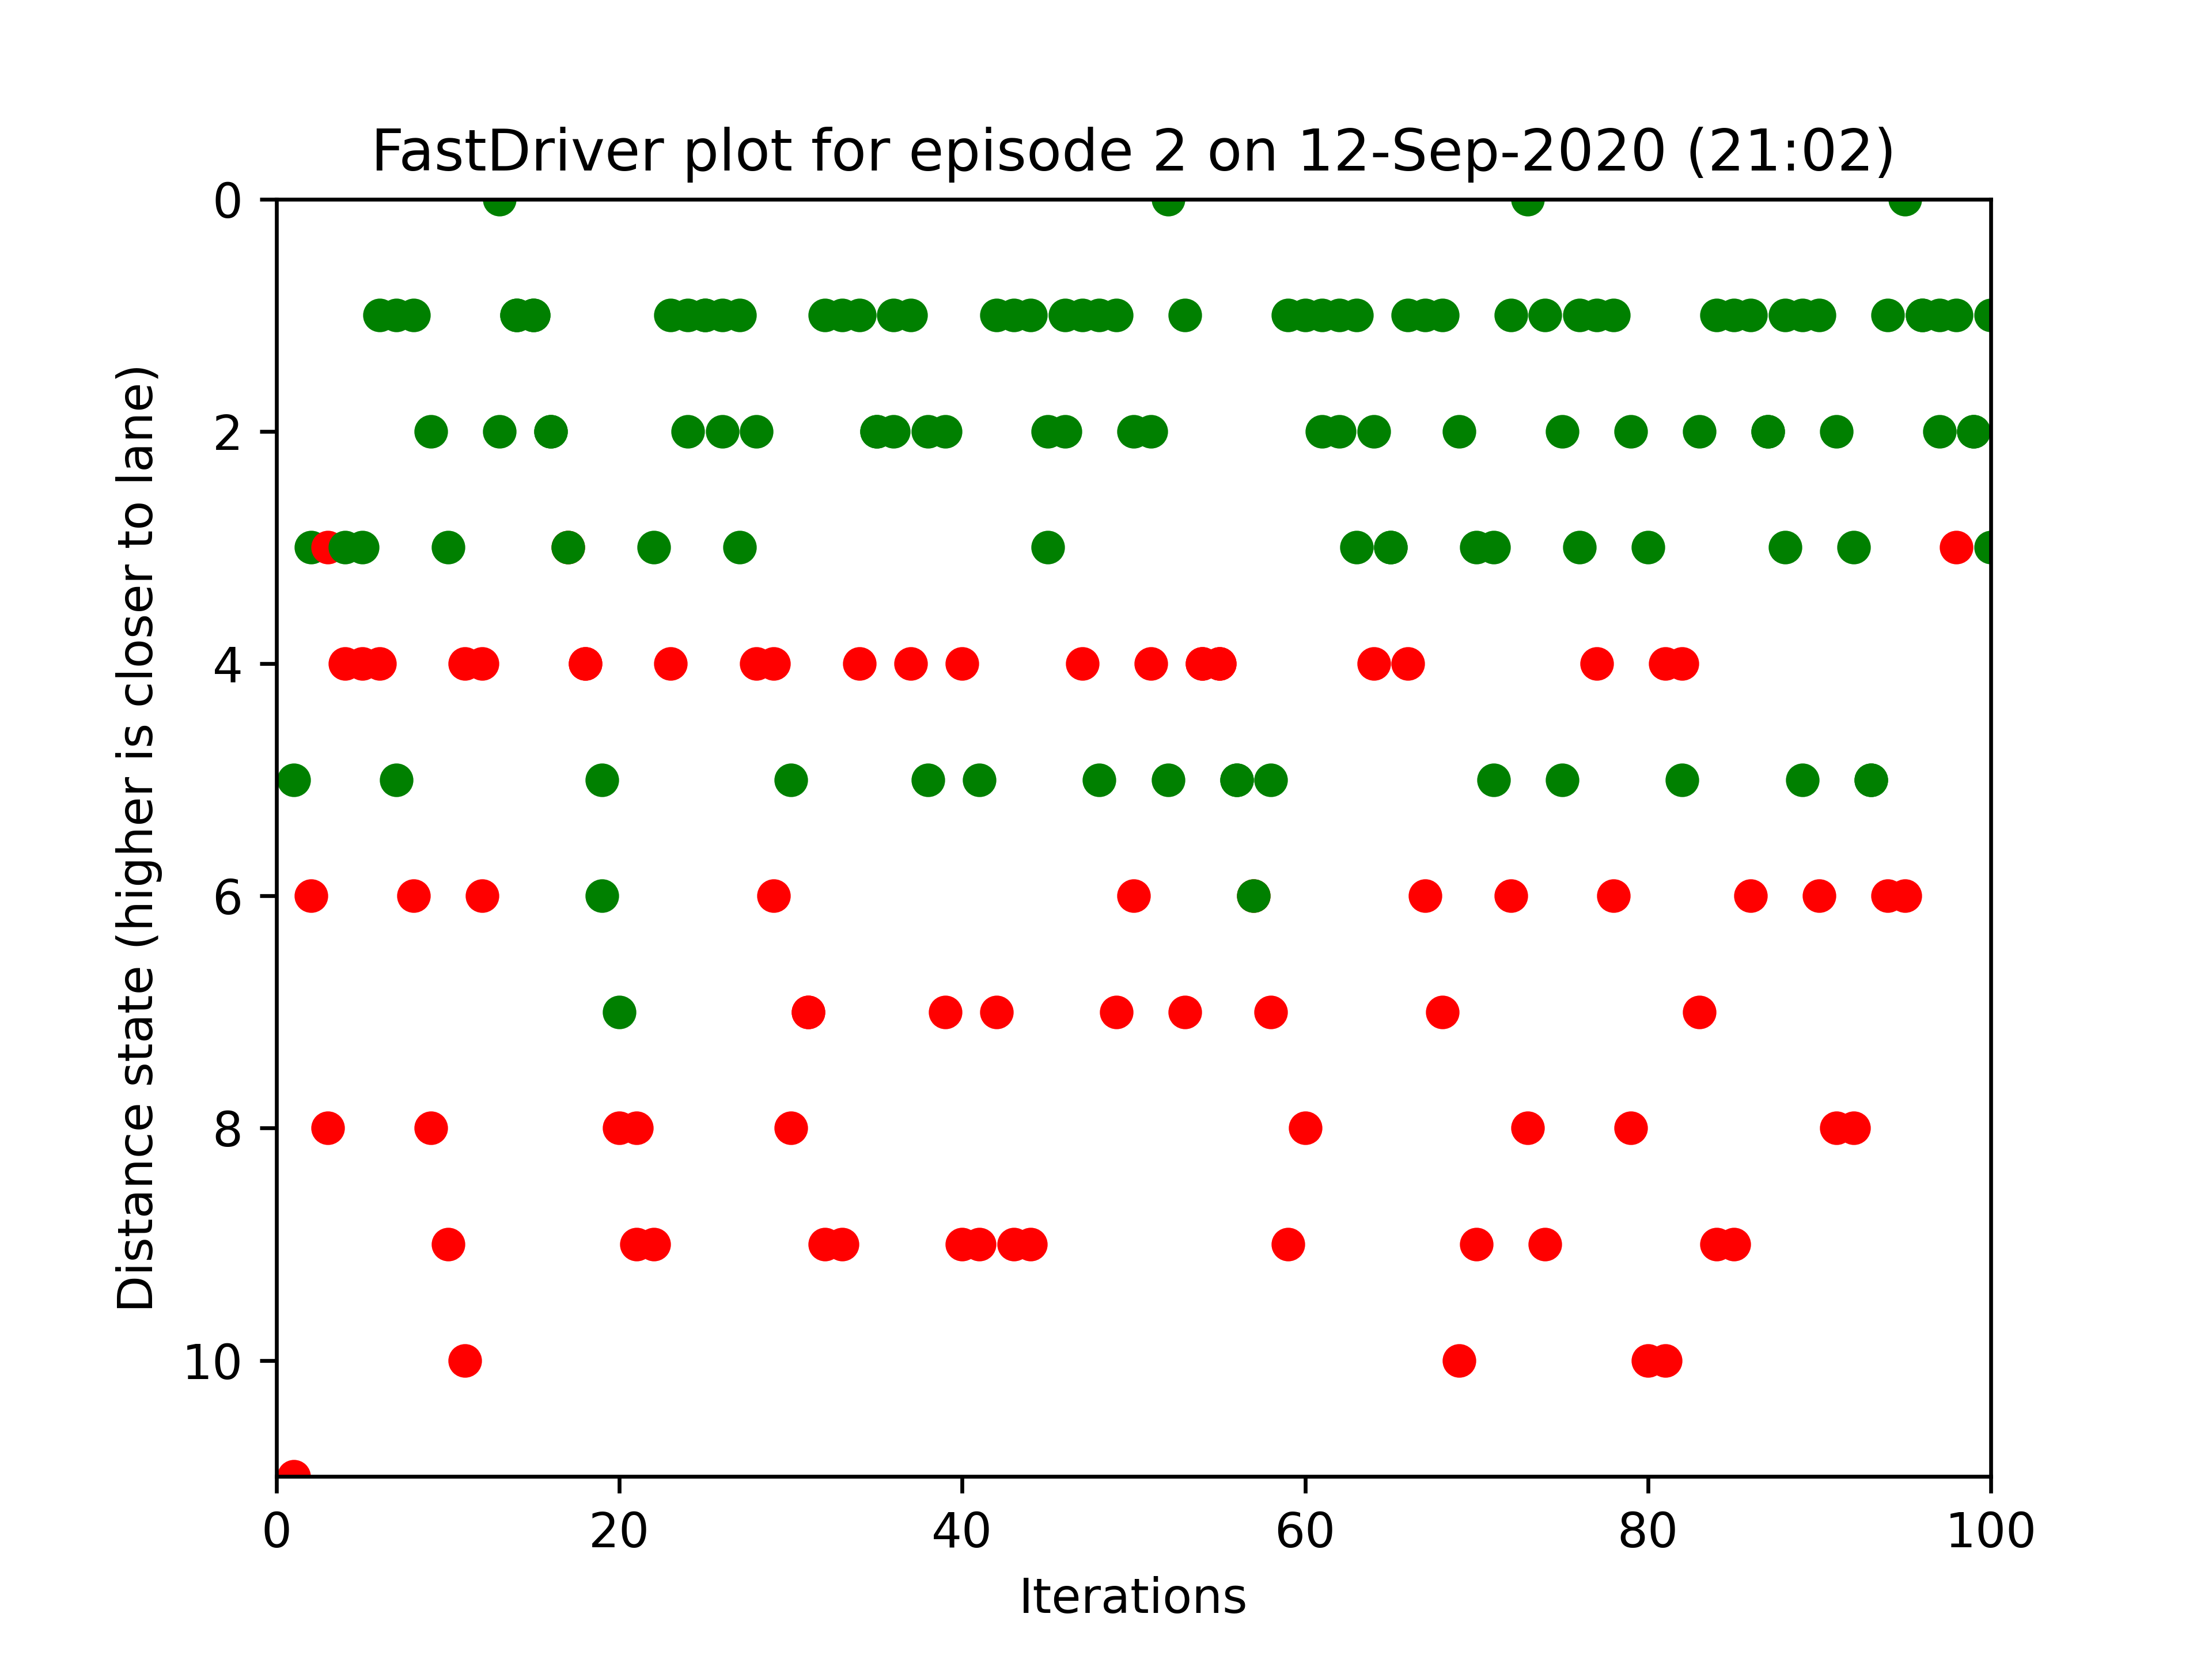 FastDriver plot for episode 2 on 12-Sep-2020 (21:02)
Distance state (higher is closer to lane)
0
2
4
6
8
10
0 20 40 60 80 100
Iterations